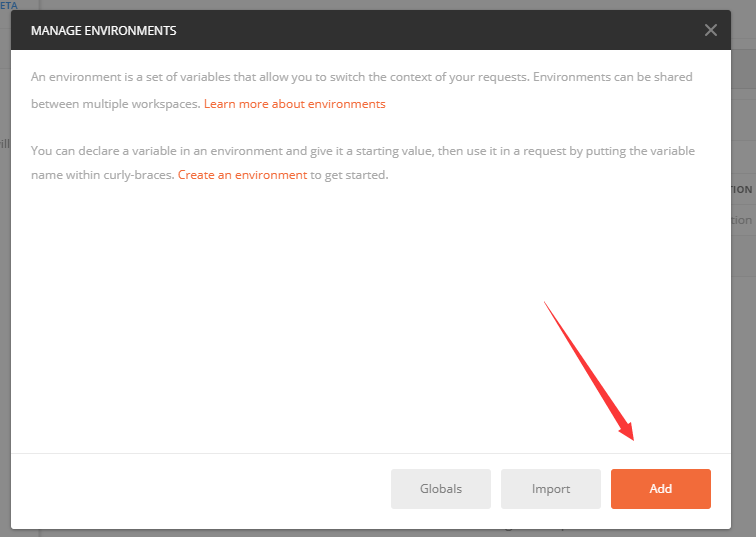 ETA
MANAGE ENVIRONMENTS
An environment is a set of variables that allow you to switch the context of your requests. Environments can be shared
between multiple workspaces. Learn more about environments
ill
You can declare a variable in an environment and give it a starting value, then use it in a request by putting the variable
name within curly-braces. Create an environment to get started.
TION
tion
Globals
Import
Add